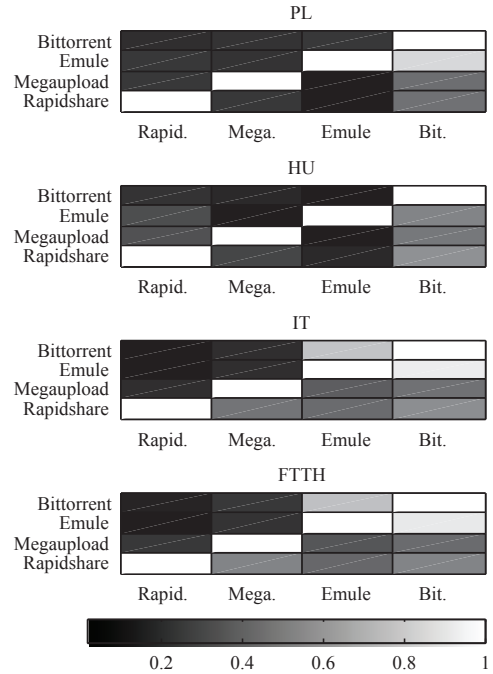 PL
Bittorrent
Emule
Megaupload
Rapidshare
Rapid. Mega. Emule Bit.
HU
Bittorrent
Emule
Megaupload
Rapidshare
Rapid. Mega. Emule Bit.
IT
Bittorrent
Emule
Megaupload
Rapidshare
Rapid. Mega. Emule Bit.
FTTH
Bittorrent
Emule
Megaupload
Rapidshare
Rapid. Mega. Emule Bit.
0.2 0.4 0.6 0.8 1